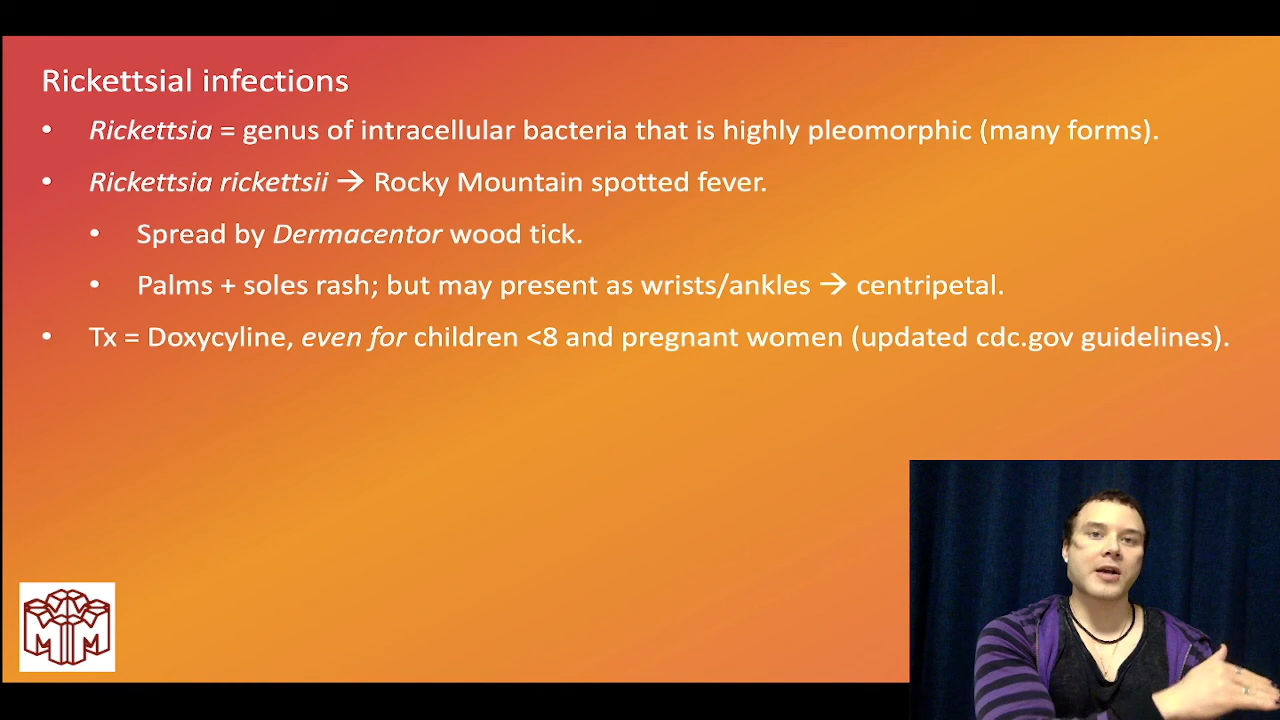 Rickettsial infections
• Rickettsia = genus of intracellular bacteria that is highly pleomorphic (many forms).
• Rickettsia rickettsii → Rocky Mountain spotted fever.
• Spread by Dermacentor wood tick.
• Palms + soles rash; but may present as wrists/ankles → centripetal.
• Tx = Doxycyline, even for children <8 and pregnant women (updated cdc.gov guidelines).
M M